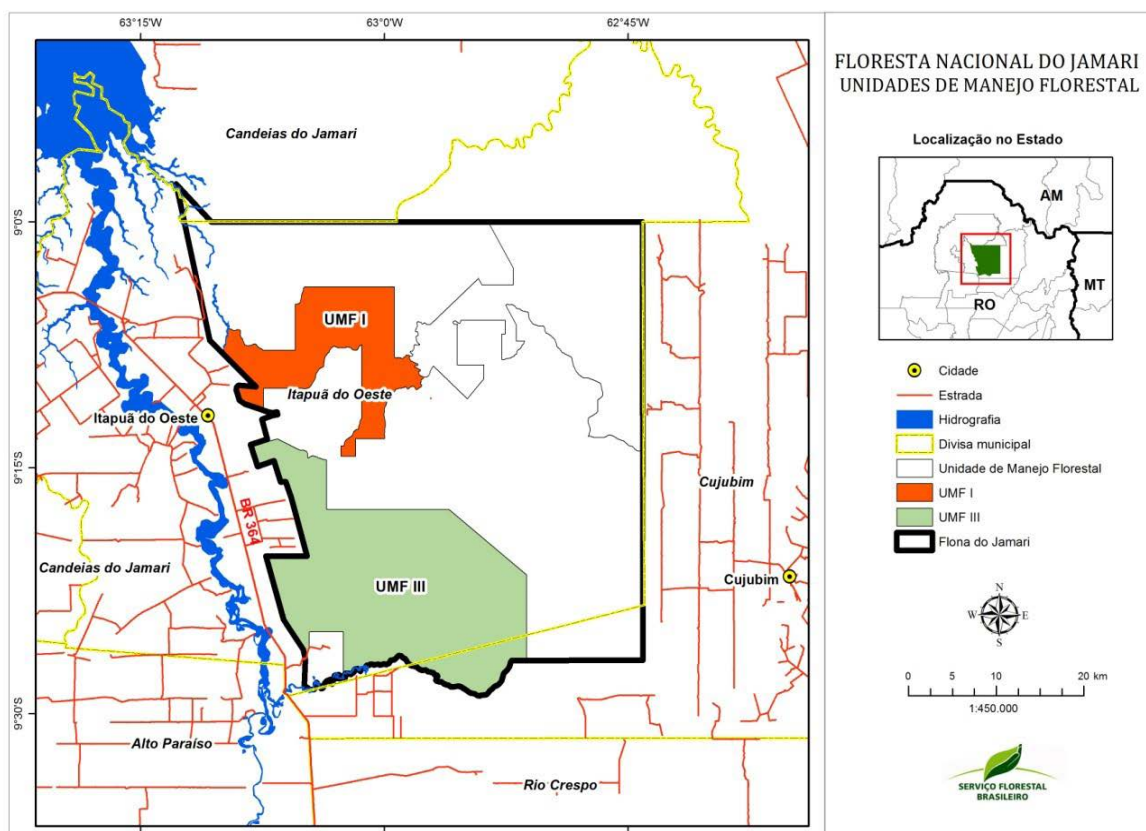 63°15'W
63°0'W
62°45'W
9°0'S
9°15'S
9°30'S
Candeias do Jamari
UMF I
Itapuã do Oeste
Itapuã do Oeste
BR 364
Cujubim
Candeias do Jamari
Cujubim
UMF III
Alto Paraíso
Rio Crespo
FLORESTA NACIONAL DO JAMARI
UNIDADES DE MANEJO FLORESTAL
Localização no Estado
AM
MT
RO
Cidade
Estrada
Hidrografia
Divisa municipal
Unidade de Manejo Florestal
UMF I
UMF III
Flona do Jamari
N
W E
S
0 5 10 20 km
1:450.000
SERVIÇO FLORESTAL
BRASILEIRO